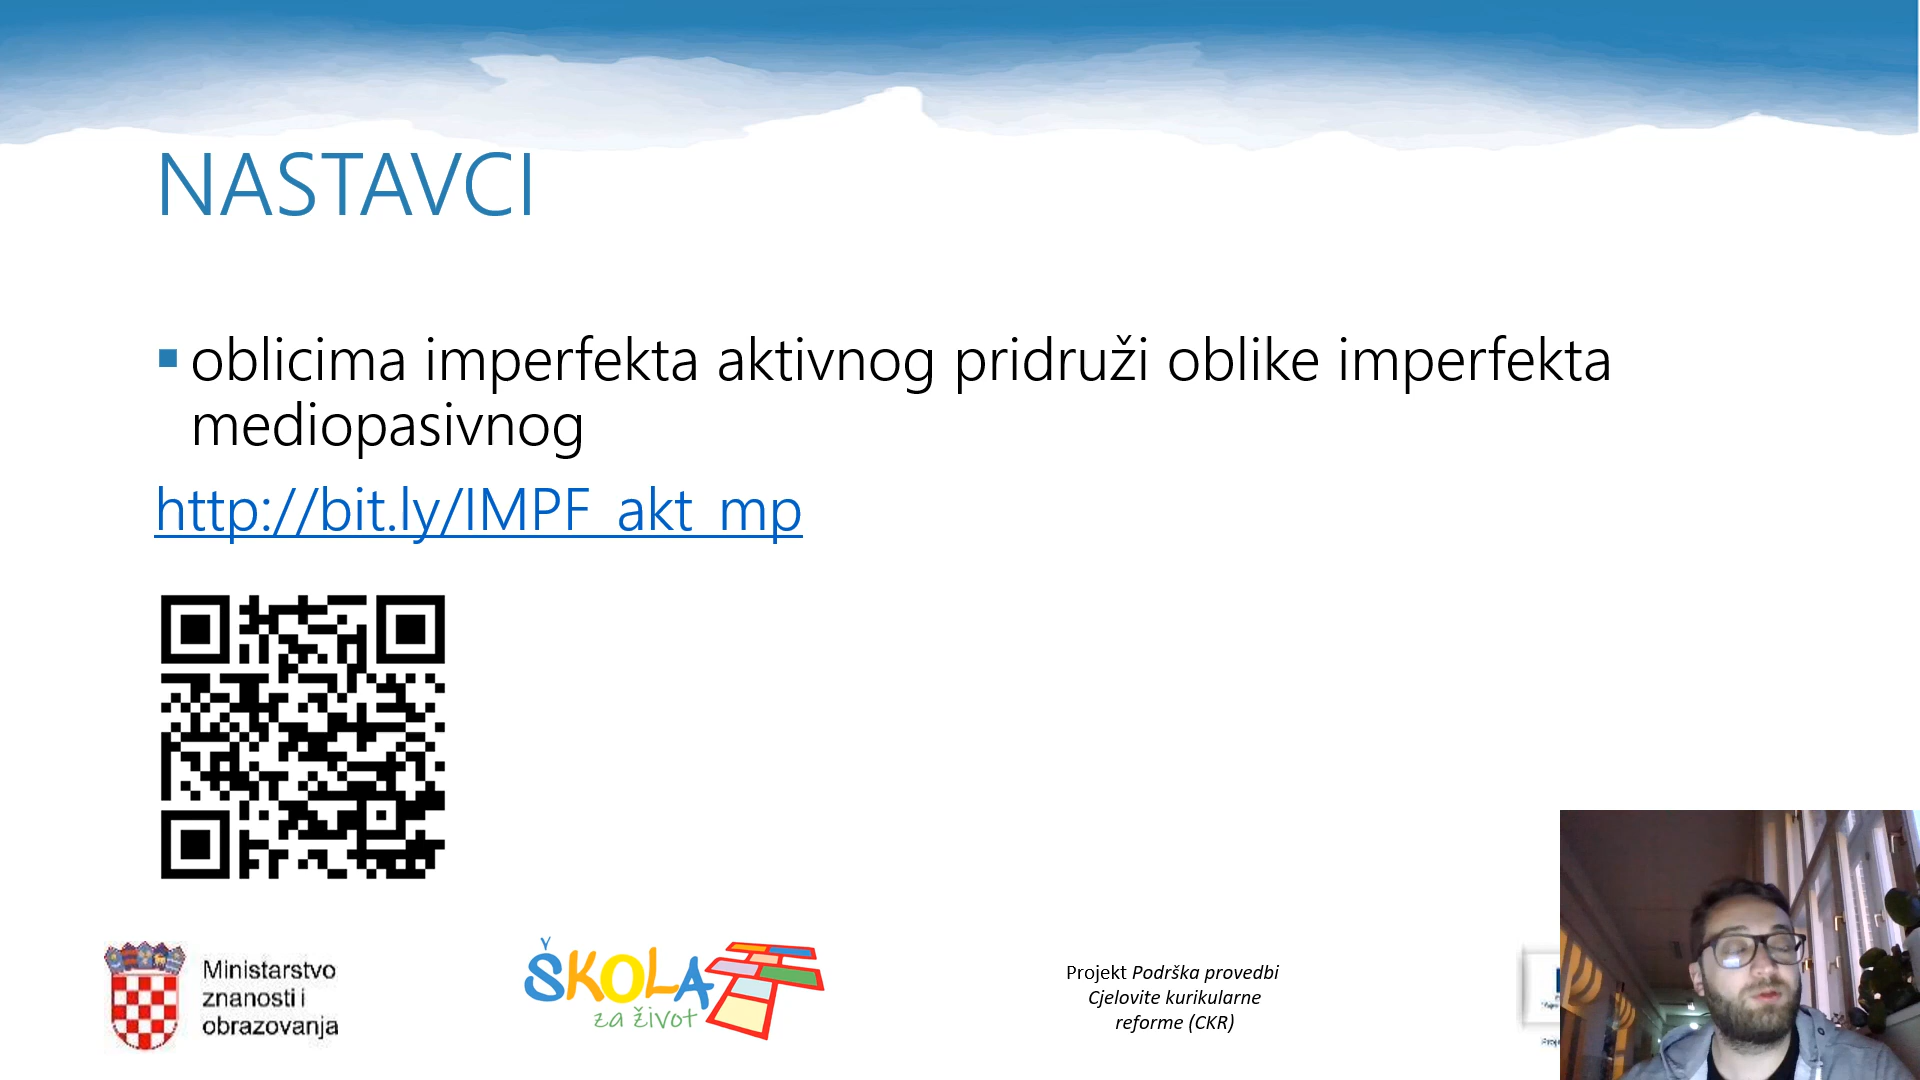 NASTAVCI
▪ oblicima imperfekta aktivnog pridruži oblike imperfekta
mediopasivnog
http://bit.ly/IMPF_akt_mp
Ministarstvo
znanosti i
obrazovanja
ŠKOLA
za život
Projekt Podrška provedbi
Cjelovite kurikularne
reforme (CKR)